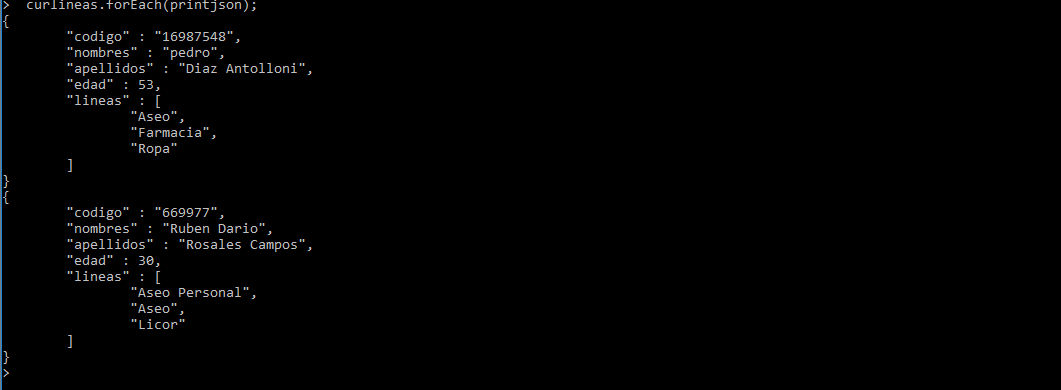 > curlineas.forEach(printjson);
{
"codigo" : "16987548",
"nombres" : "pedro",
"apellidos" : "Diaz Antolloni",
"edad" : 53,
"lineas" : [
"Aseo",
"Farmacia",
"Ropa"
]
}
{
"codigo" : "669977",
"nombres" : "Ruben Dario",
"apellidos" : "Rosales Campos",
"edad" : 30,
"lineas" : [
"Aseo Personal",
"Aseo",
"Licor"
]
}
>